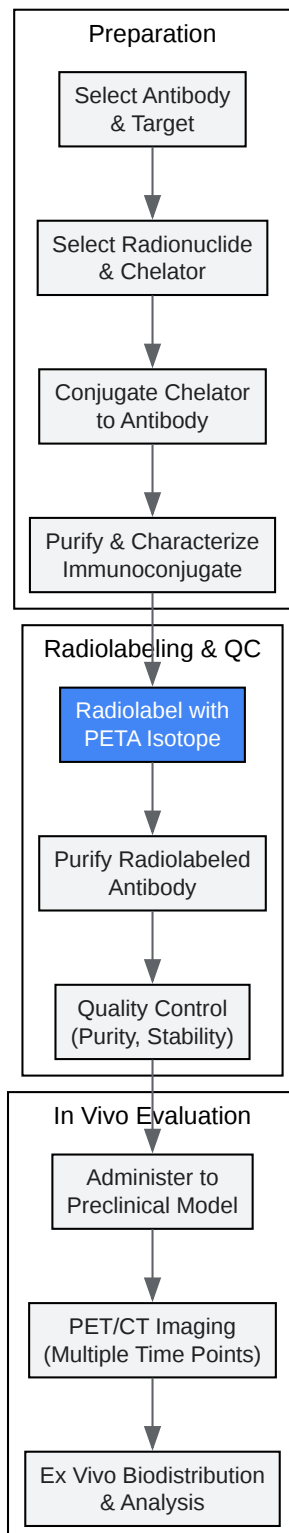 Preparation
Select Antibody
& Target
Select Radionuclide
& Chelator
Conjugate Chelator
to Antibody
Purify & Characterize
Immunoconjugate
Radiolabeling & QC
Radiolabel with
PETA Isotope
Purify Radiolabeled
Antibody
Quality Control
(Purity, Stability)
In Vivo Evaluation
Administer to
Preclinical Model
PET/CT Imaging
(Multiple Time Points)
Ex Vivo Biodistribution
& Analysis